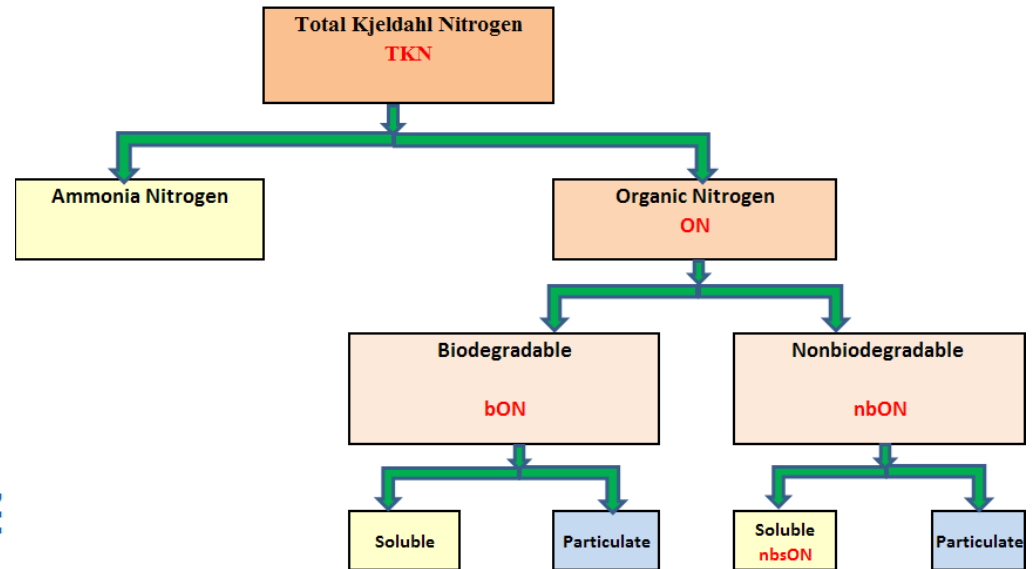 Total Kjeldahl Nitrogen
TKN
Ammonia Nitrogen
Organic Nitrogen
ON
Biodegradable
bON
Nonbiodegradable
nbON
Soluble
Particulate
Soluble
nbsON
Particulate